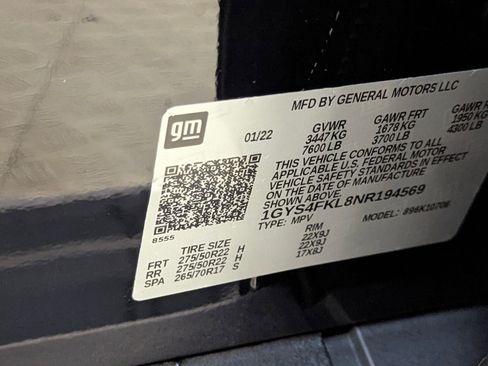 MFD BY GENERAL MOTORS LLC
gm
01/22
GVWR
GAWR FRT
GAWR
3447 KG
1678 KG
1950 KG
7600 LB
3700 LB
4300 LB
THIS VEHICLE CONFORMS TO ALL
APPLICABLE U.S. FEDERAL MOTOR
VEHICLE SAFETY STANDARDS IN EFFECT
ON THE DATE OF MANUFACTURE
SHOWN ABOVE
1GYS4FKL8NR194569
TYPE: MPV
MODEL: 896K10706
8555
TIRE SIZE
RIM
FRT 275/50R22 H
22X9J
RR 275/50R22 H
22X9J
SPA 265/70R17 S
17X8J